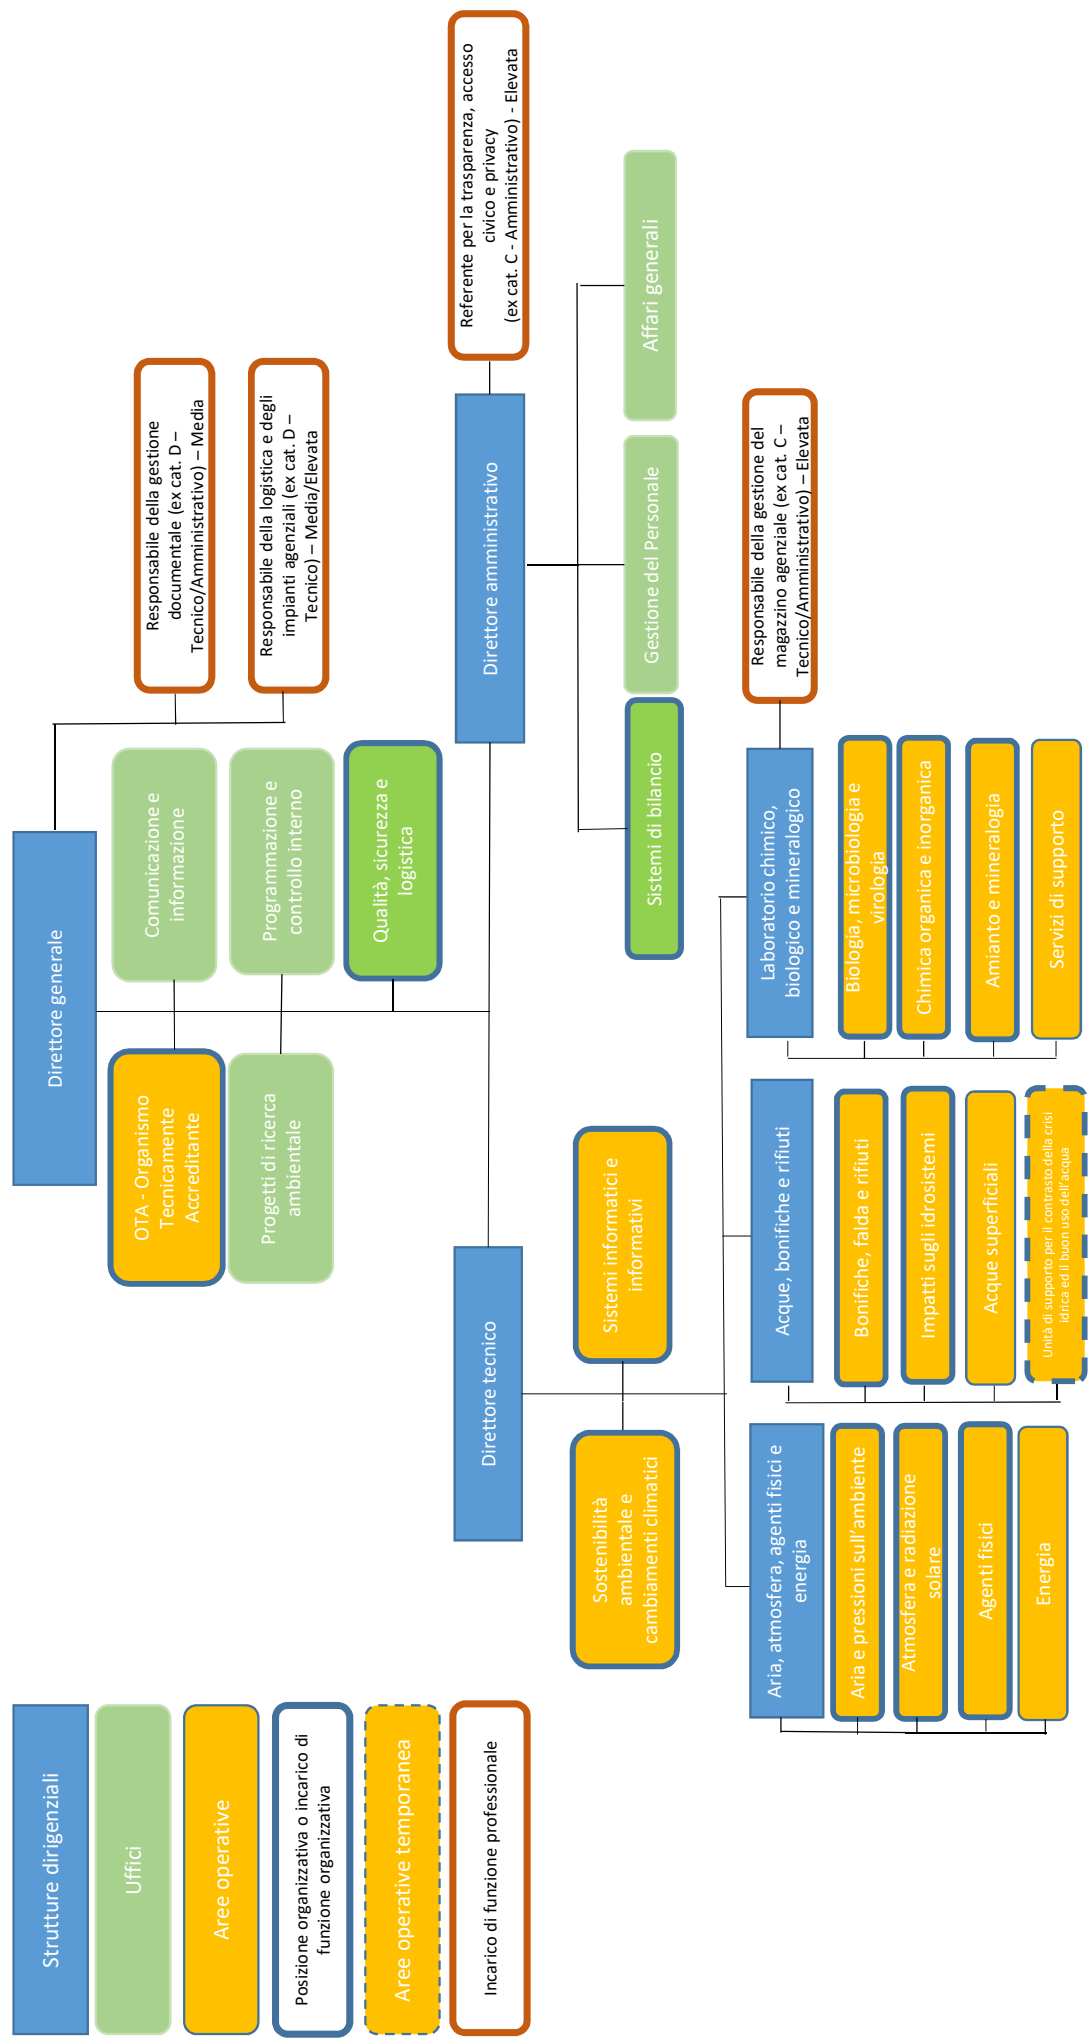 Strutture dirigenziali
Uffici
Aree operative
Posizione organizzativa o incarico di
funzione organizzativa
Aree operative temporanea
Incarico di funzione professionale
Direttore generale
Responsabile della gestione
documentale (ex cat. D –
Tecnico/Amministrativo) – Media
Responsabile della logistica e degli
impianti agenziali (ex cat. D –
Tecnico) – Media/Elevata
OTA - Organismo
Tecnicamente
Accreditante
Comunicazione e
informazione
Progetti di ricerca
ambientale
Programmazione e
controllo interno
Qualità, sicurezza e
logistica
Direttore tecnico
Direttore amministrativo
Referente per la trasparenza, accesso
civico e privacy
(ex cat. C - Amministrativo) - Elevata
Sostenibilità
ambientale e
cambiamenti climatici
Sistemi informatici e
informativi
Sistemi di bilancio
Gestione del Personale
Affari generali
Aria, atmosfera, agenti fisici e
energia
Aria e pressioni sull'ambiente
Atmosfera e radiazione
solare
Agenti fisici
Energia
Acque, bonifiche e rifiuti
Bonifiche, falda e rifiuti
Impatti sugli idrosistemi
Acque superficiali
Unità di supporto per il contrasto della crisi
idrica ed il buon uso dell'acqua
Laboratorio chimico,
biologico e mineralogico
Biologia, microbiologia e
virologia
Chimica organica e inorganica
Amianto e mineralogia
Servizi di supporto
Responsabile della gestione del
magazzino agenziale (ex cat. C –
Tecnico/Amministrativo) – Elevata